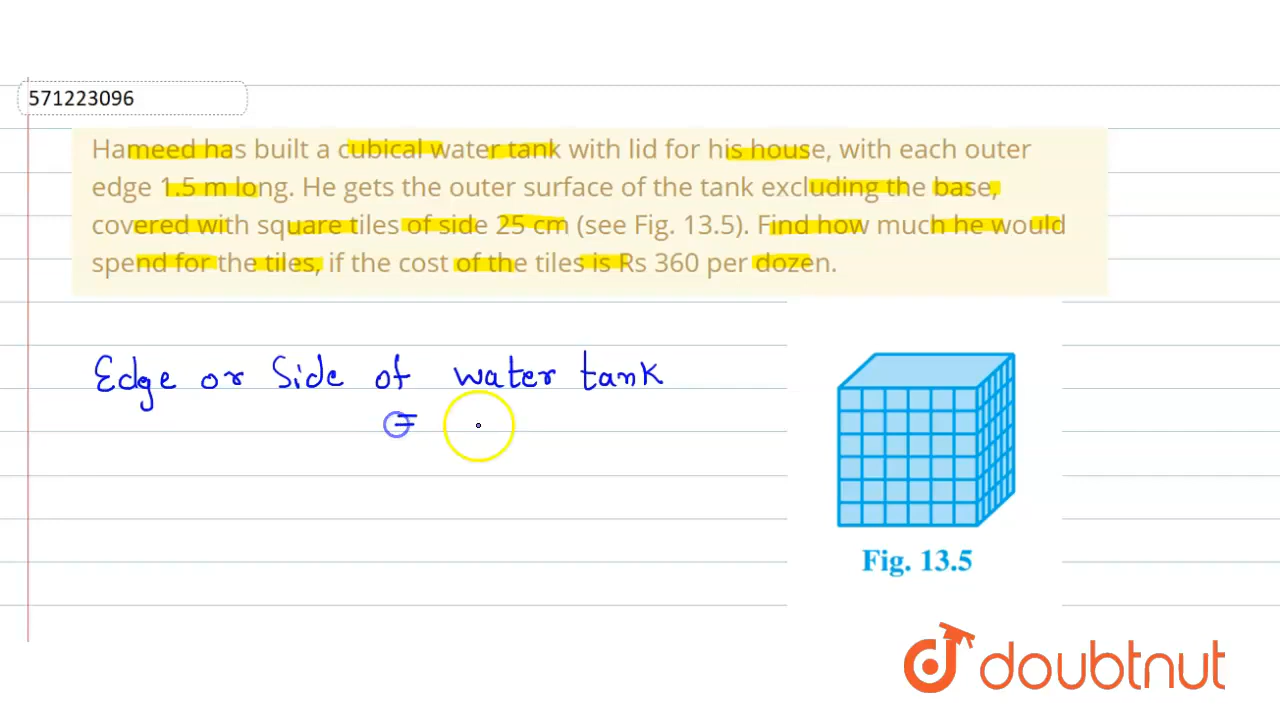 571223096
Hameed has built a cubical water tank with lid for his house, with each outer
edge 1.5 m long. He gets the outer surface of the tank excluding the base,
covered with square tiles of side 25 cm (see Fig. 13.5). Find how much he would
spend for the tiles, if the cost of the tiles is Rs 360 per dozen.
Edge or Side of water tank
=
Fig. 13.5
doubtnut